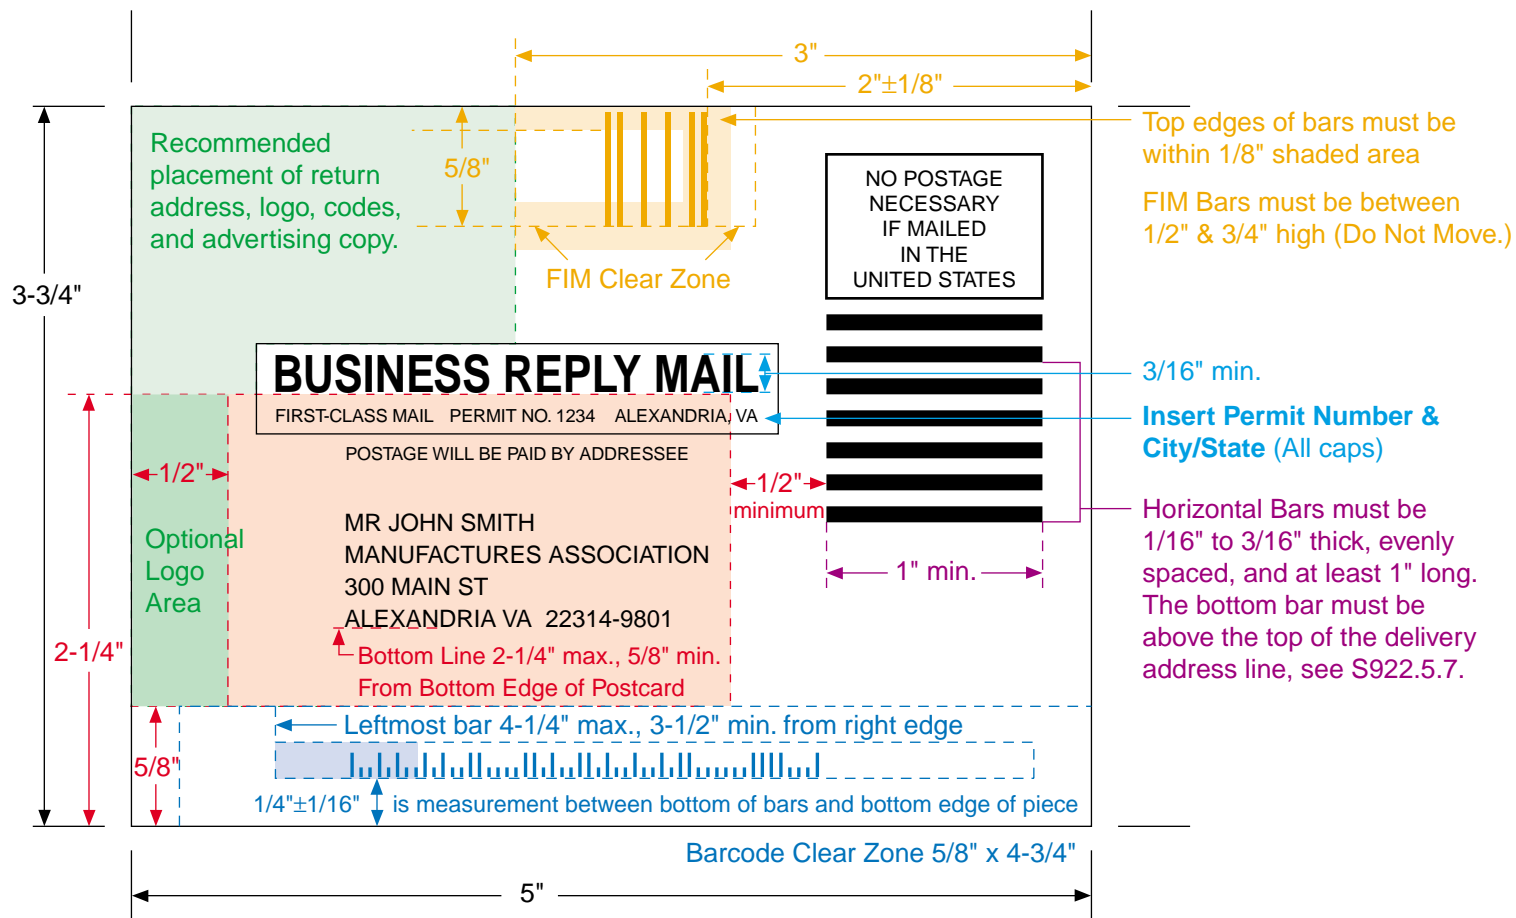 3"
2"±1/8"
Recommended
placement of return
address, logo, codes,
and advertising copy.
5/8"
FIM Clear Zone
Top edges of bars must be
within 1/8" shaded area
FIM Bars must be between
1/2" & 3/4" high (Do Not Move.)
NO POSTAGE
NECESSARY
IF MAILED
IN THE
UNITED STATES
3-3/4"
BUSINESS REPLY MAIL
FIRST-CLASS MAIL PERMIT NO. 1234 ALEXANDRIA, VA
3/16" min.
Insert Permit Number &
City/State (All caps)
POSTAGE WILL BE PAID BY ADDRESSEE
1/2"
1/2"
minimum
Optional
Logo
Area
MR JOHN SMITH
MANUFACTURES ASSOCIATION
300 MAIN ST
ALEXANDRIA VA 22314-9801
1" min.
Horizontal Bars must be
1/16" to 3/16" thick, evenly
spaced, and at least 1" long.
The bottom bar must be
above the top of the delivery
address line, see S922.5.7.
2-1/4"
Bottom Line 2-1/4" max., 5/8" min.
From Bottom Edge of Postcard
Leftmost bar 4-1/4" max., 3-1/2" min. from right edge
5/8"
1/4"±1/16" is measurement between bottom of bars and bottom edge of piece
Barcode Clear Zone 5/8" x 4-3/4"
5"